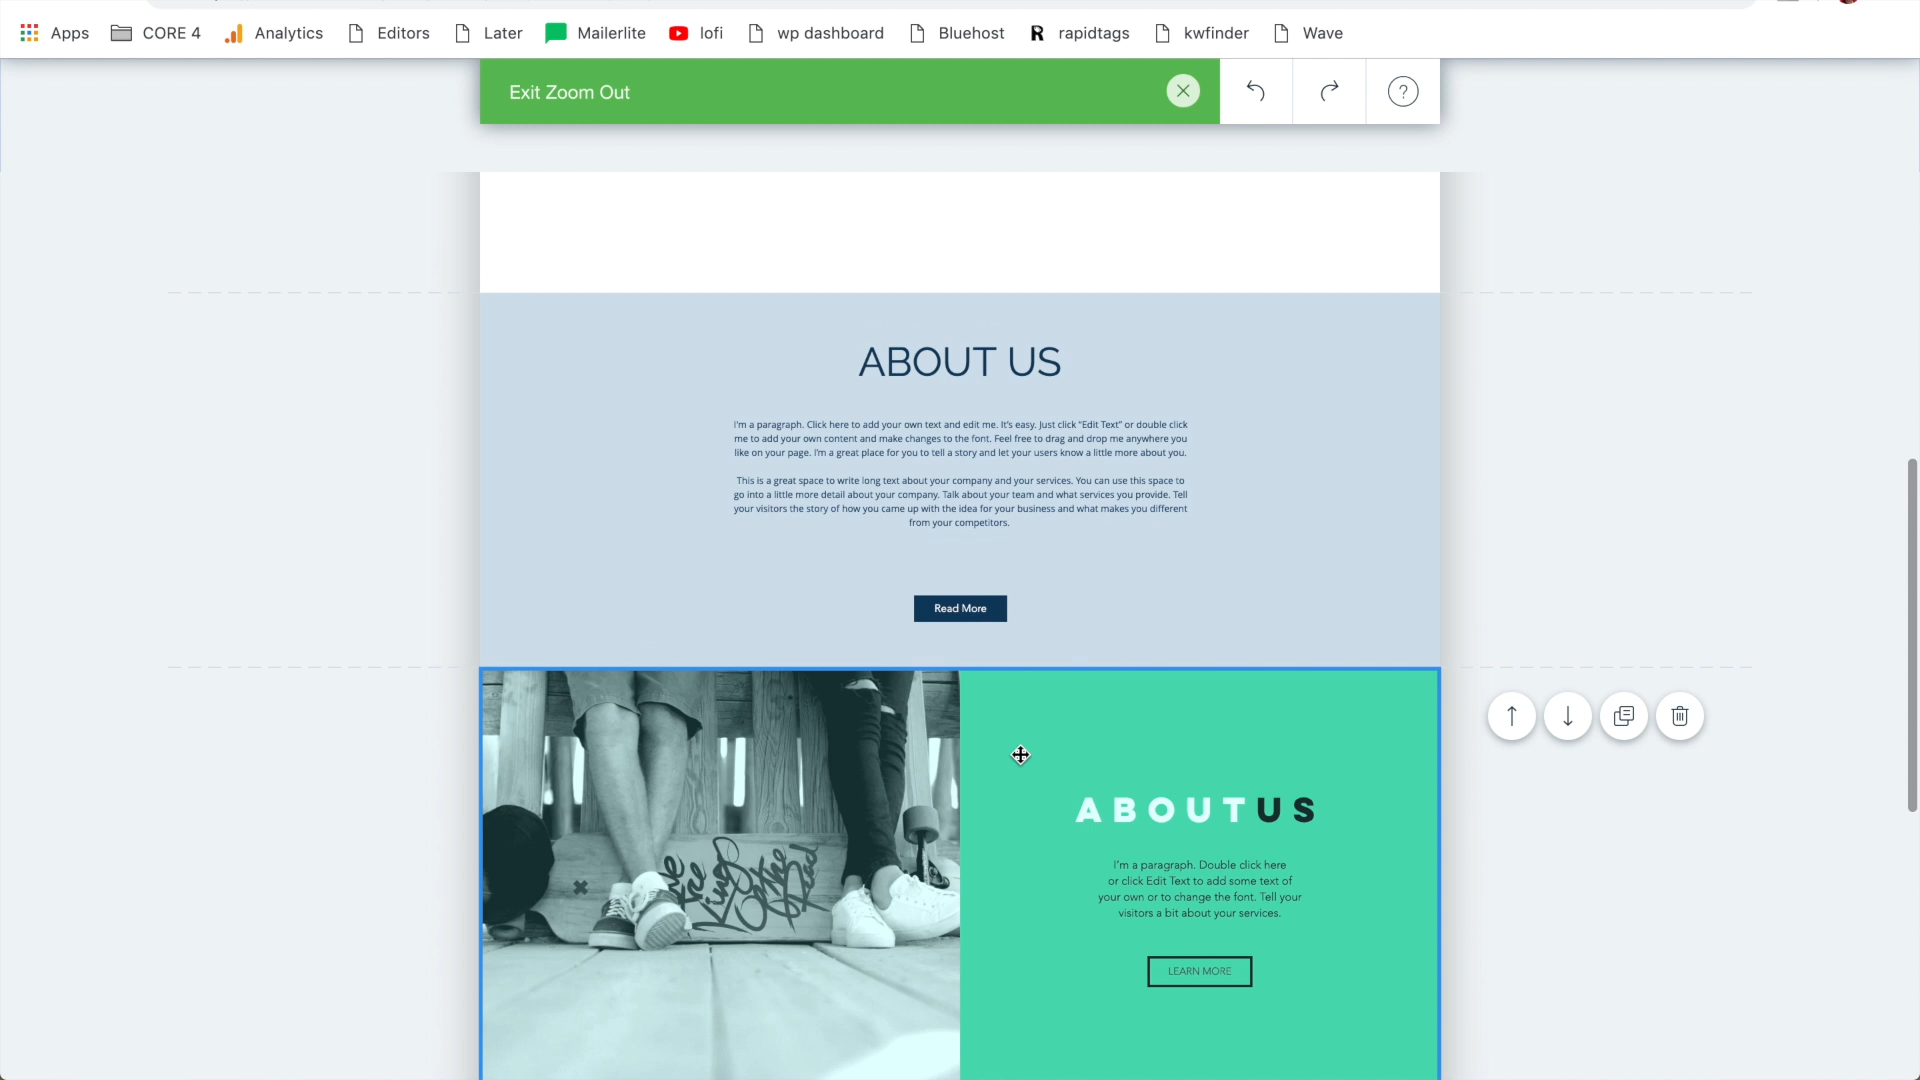 Apps CORE 4 Analytics Editors Later Mailerlite lofi wp dashboard Bluehost R rapidtags kwfinder Wave
Exit Zoom Out
?
ABOUT US
I'm a paragraph. Click here to add your own text and edit me. It's easy. Just click "Edit Text" or double click
me to add your own content and make changes to the font. Feel free to drag and drop me anywhere you
like on your page. I'm a great place for you to tell a story and let your users know a little more about you.
This is a great space to write long text about your company and your services. You can use this space to
go into a little more detail about your company. Talk about your team and what services you provide. Tell
your visitors the story of how you came up with the idea for your business and what makes you different
from your competitors.
Read More
ABOUTUS
I'm a paragraph. Double click here
or click Edit Text to add some text of
your own or to change the font. Tell your
visitors a bit about your services.
LEARN MORE